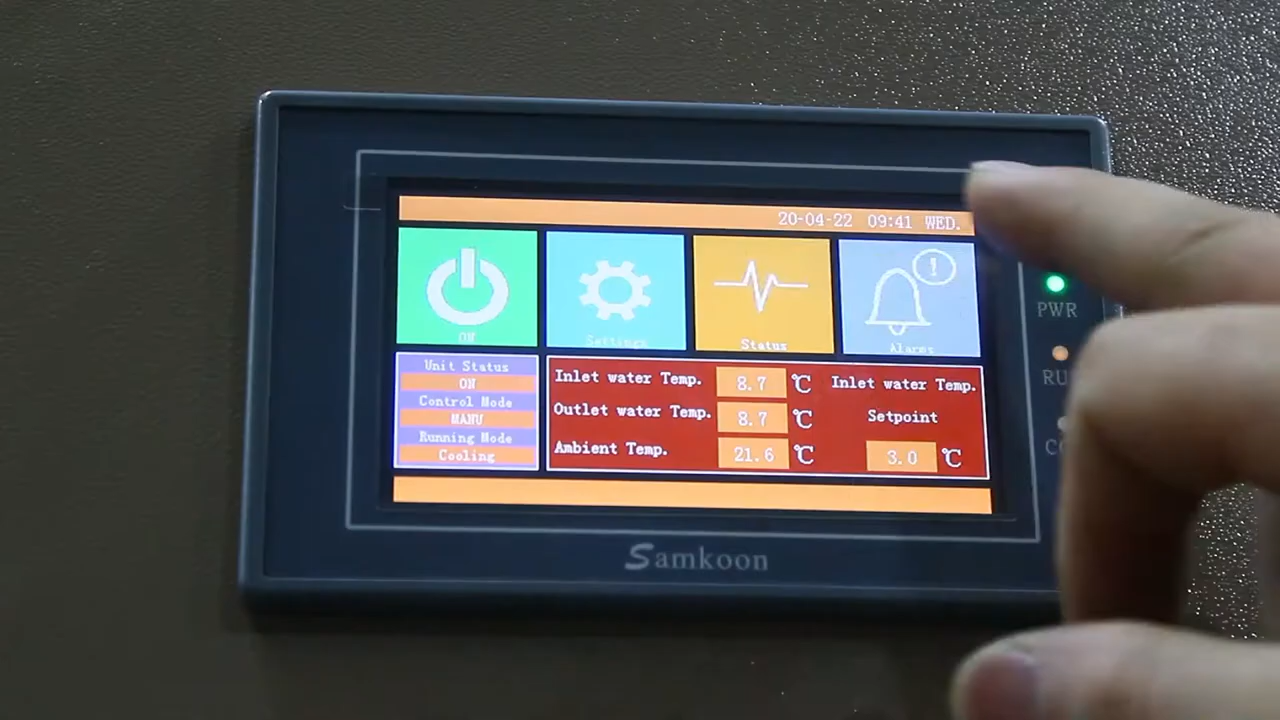 20-04-22 09:41 WED.
ON
Settings
Status
Alarms
Unit Status
ON
Control Mode
MANU
Running Mode
Cooling
Inlet water Temp. 8.7 ℃
Outlet water Temp. 8.7 ℃
Ambient Temp. 21.6 ℃
Inlet water Temp.
Setpoint
3.0 ℃
PWR
Samkoon